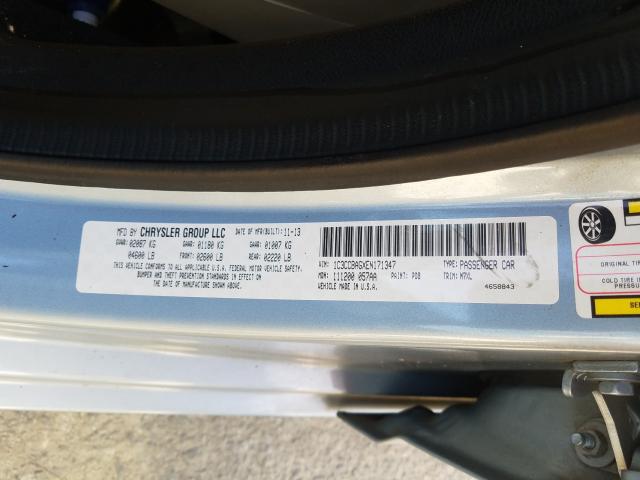 MFD BY CHRYSLER GROUP LLC DATE OF MFR(BUILT): 11-13
GVWR: 02087 KG GAWR: 01180 KG GAWR: 01007 KG
04600 LB FRONT: 02600 LB REAR: 02220 LB
THIS VEHICLE CONFORMS TO ALL APPLICABLE U.S.A. FEDERAL MOTOR VEHICLE SAFETY,
BUMPER AND THEFT PREVENTION STANDARDS IN EFFECT ON
THE DATE OF MANUFACTURE SHOWN ABOVE.
VIN: 1C3CCBAGXEN171347 TYPE: PASSENGER CAR
MDH: 111200 057AA PAINT: PDB TRIM: M7XL
VEHICLE MADE IN U.S.A. 4658843
ORIGINAL TIR
COLD TIRE IN
PRESSU